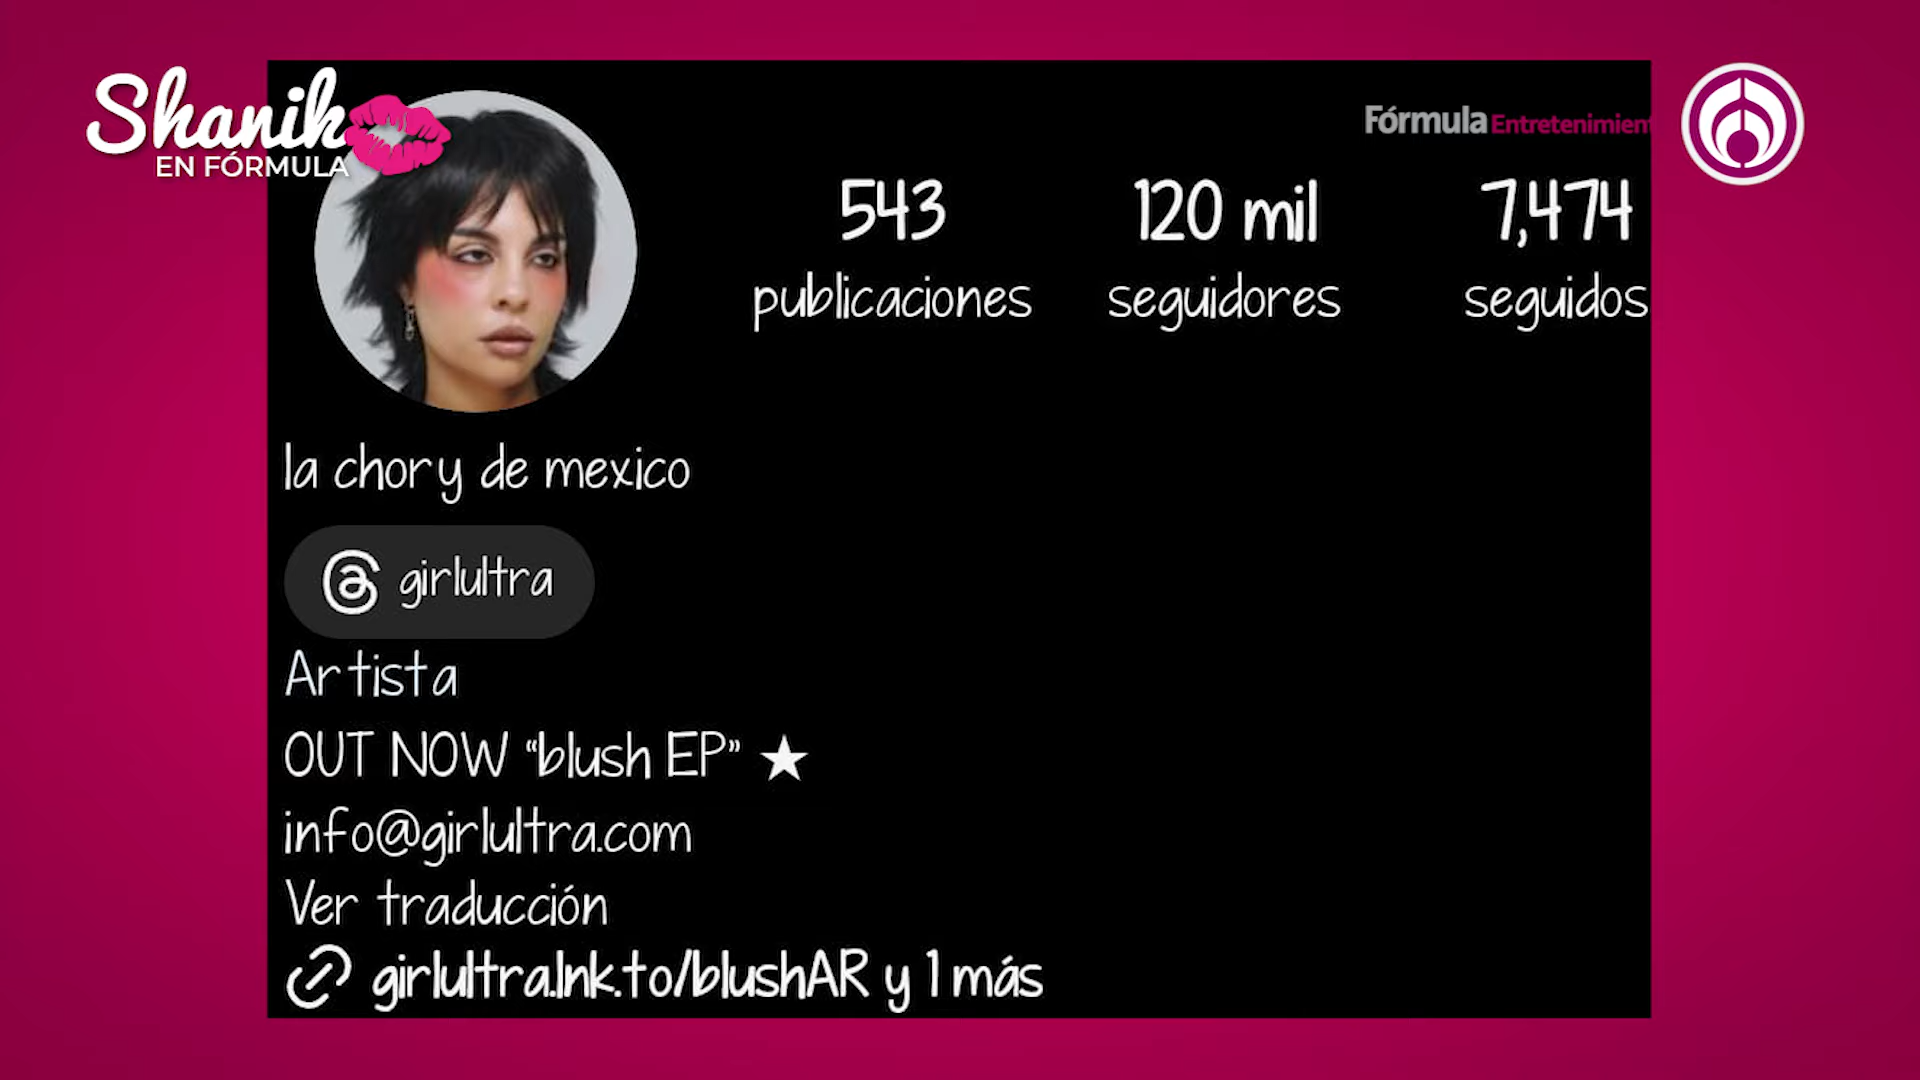 Shanik
EN FÓRMULA
Fórmula Entretenimient
543
publicaciones
120 mil
seguidores
7,474
seguidos
la chory de mexico
girlultra
Artista
OUT NOW “blush EP” ★
info@girlultra.com
Ver traducción
girlultra.lnk.to/blushAR y 1 más